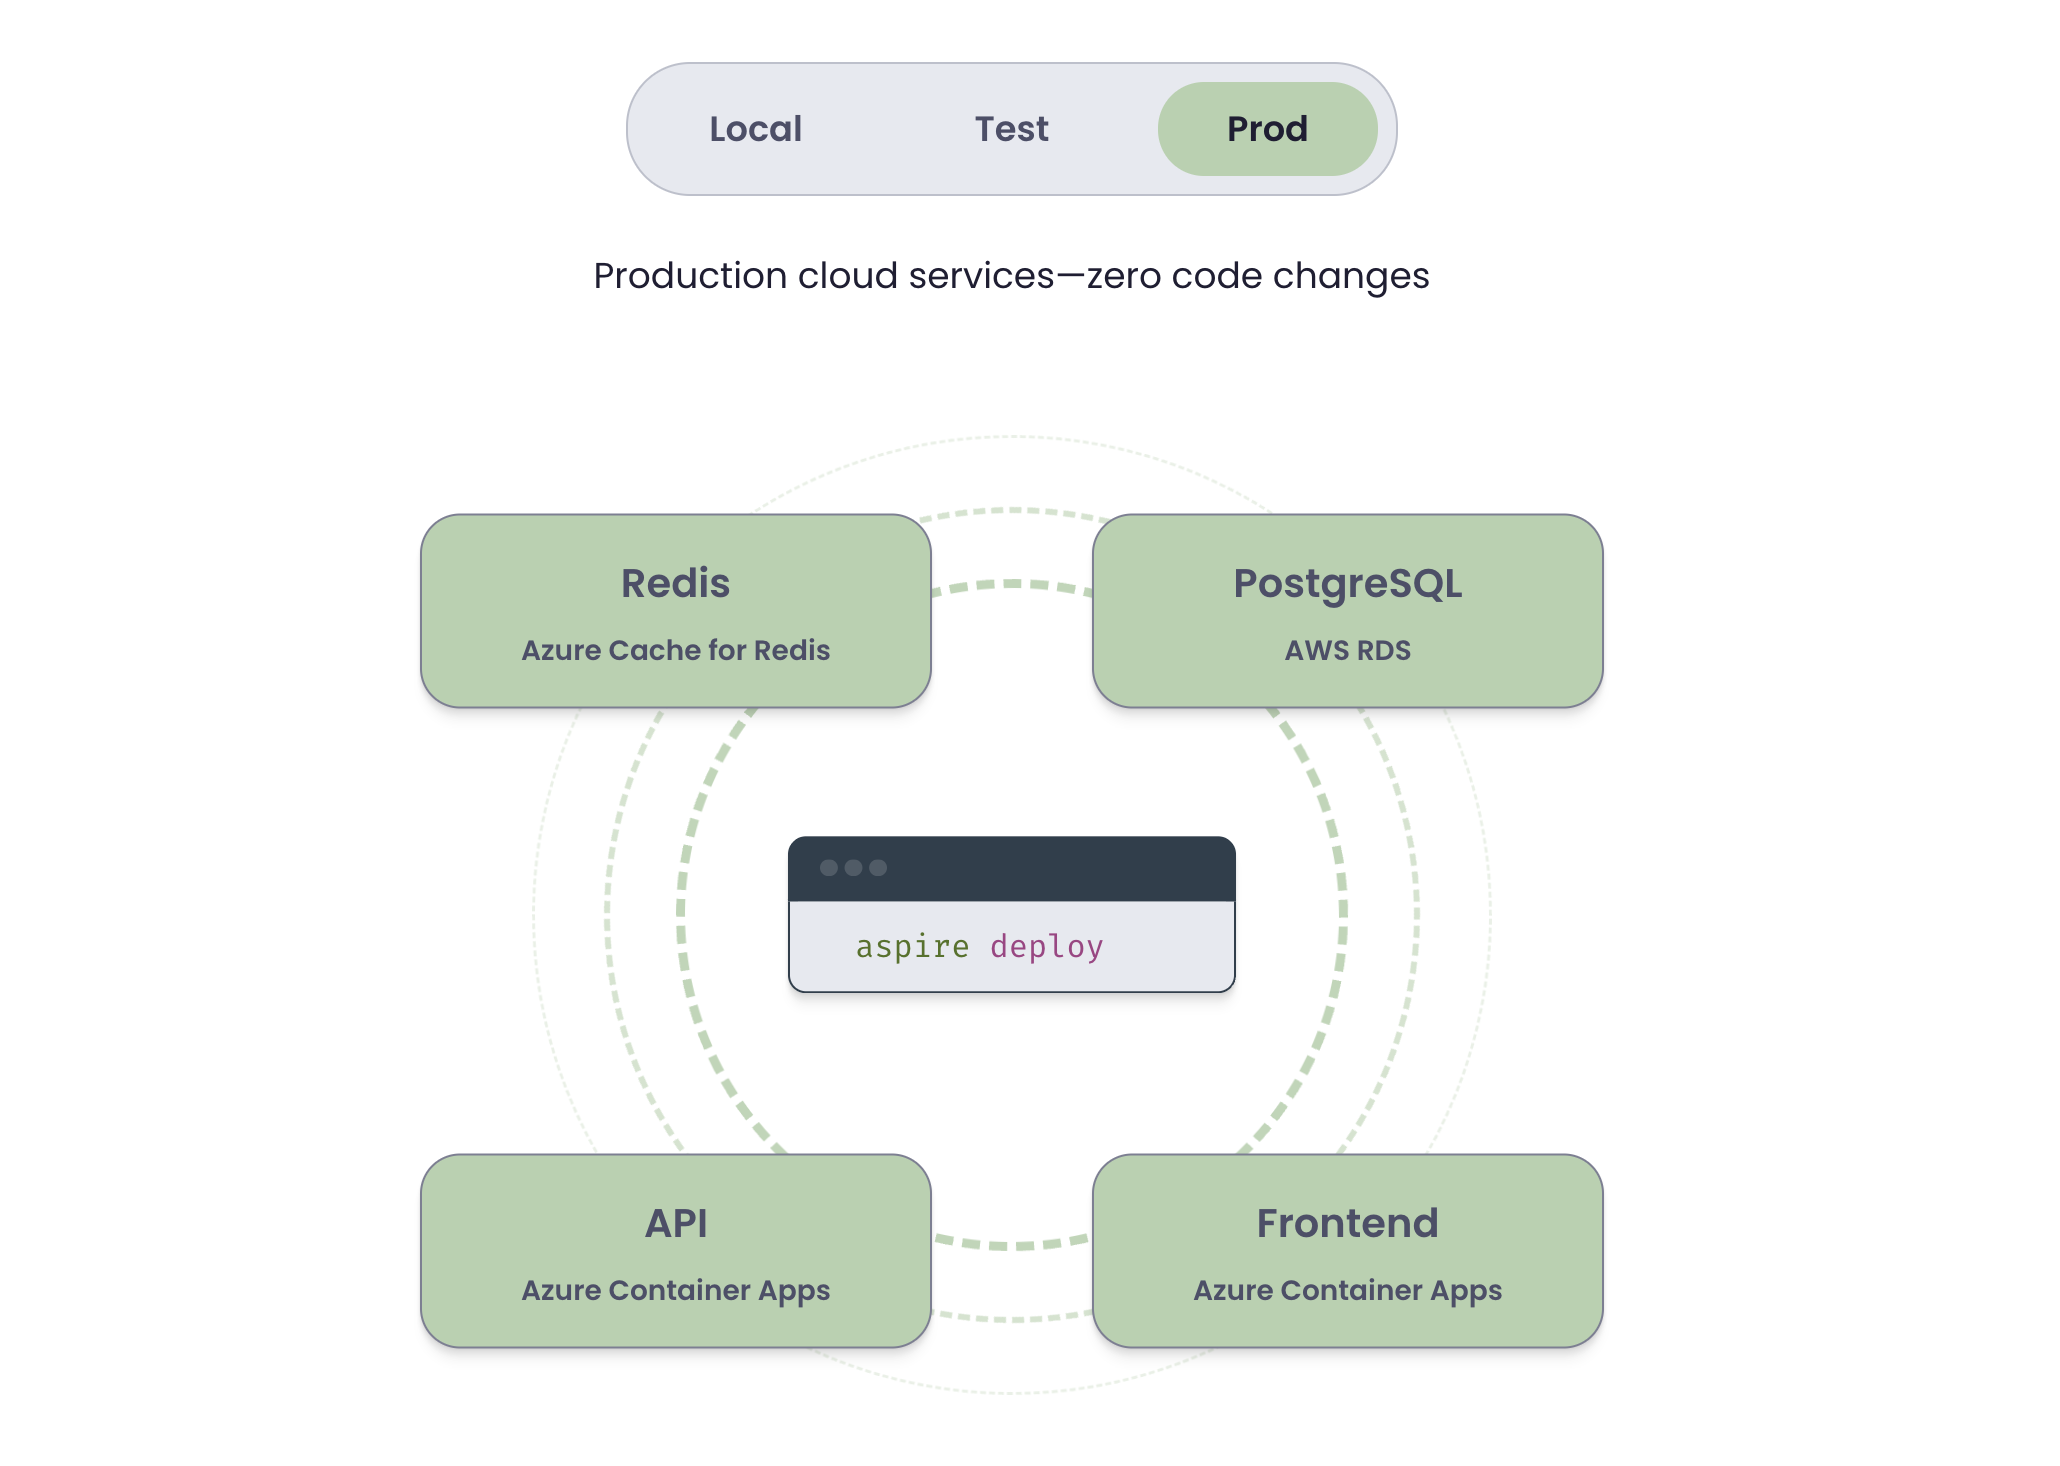 Local
Test
Prod
Production cloud services—zero code changes
Redis
Azure Cache for Redis
PostgreSQL
AWS RDS
aspire deploy
API
Azure Container Apps
Frontend
Azure Container Apps